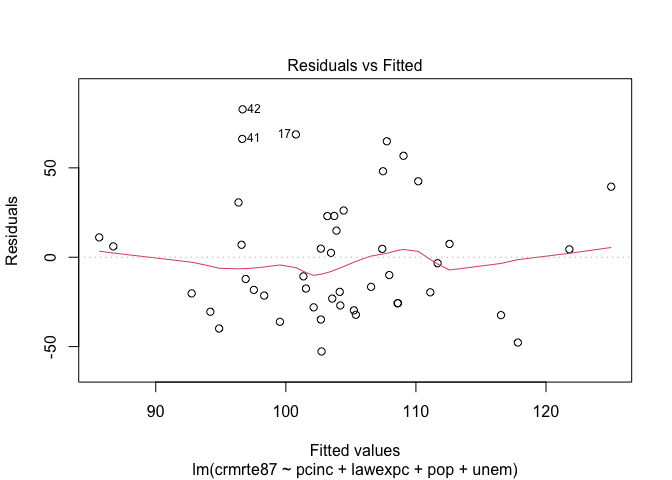 Residuals vs Fitted
42
41
17
Residuals
50
0
-50
90 100 110 120
Fitted values
lm(crmrte87 ~ pcinc + lawexpc + pop + unem)